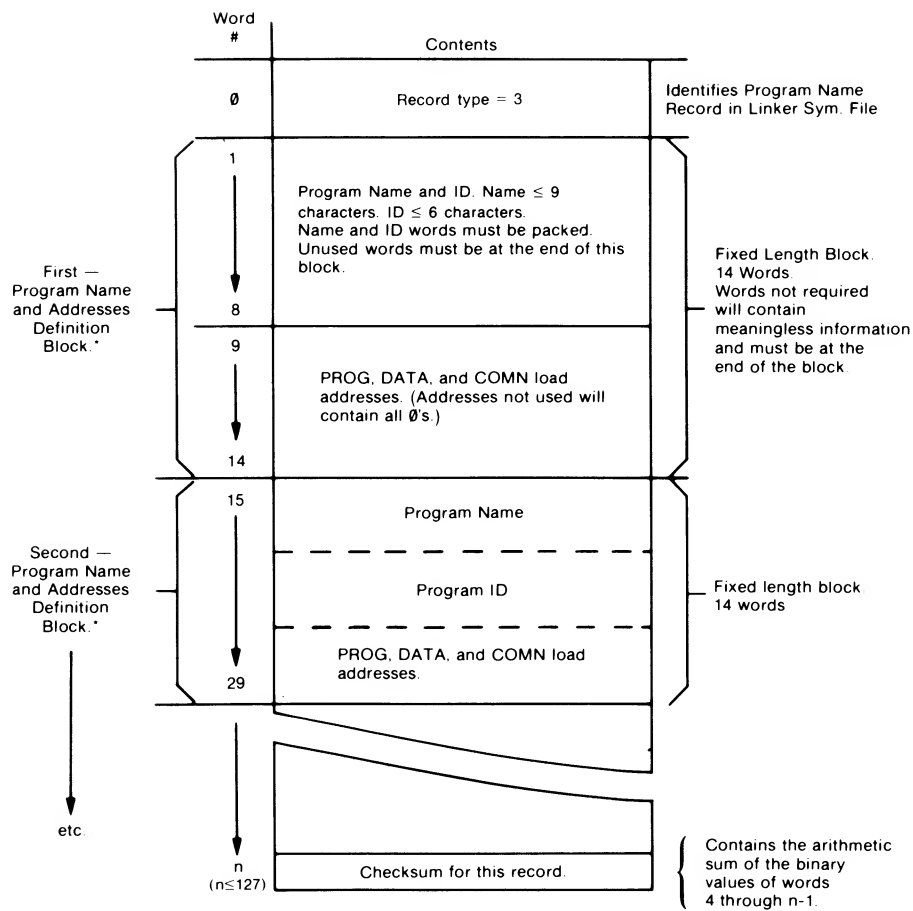 Word
#
Contents
Ø
Record type = 3
Identifies Program Name
Record in Linker Sym. File
First —
Program Name
and Addresses
Definition
Block.*
1
8
Program Name and ID. Name ≤ 9
characters. ID ≤ 6 characters.
Name and ID words must be packed.
Unused words must be at the end of this
block.
9
14
PROG, DATA, and COMN load
addresses. (Addresses not used will
contain all Ø's.)
Fixed Length Block.
14 Words.
Words not required
will contain
meaningless information
and must be at the
end of the block.
Second —
Program Name
and Addresses
Definition
Block.*
15
29
Program Name
Program ID
PROG, DATA, and COMN load
addresses.
Fixed length block
14 words
etc.
n
(n≤127)
Checksum for this record.
Contains the arithmetic
sum of the binary
values of words
4 through n-1.